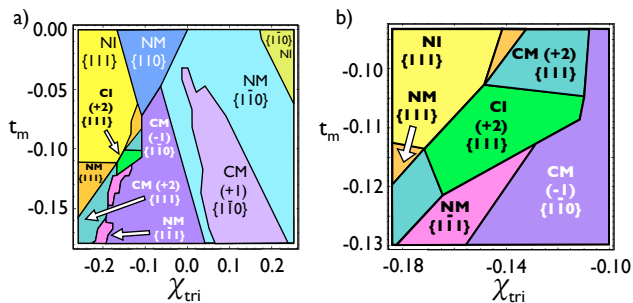 a)
0.00
-0.05
-0.10
-0.15
t_m
-0.2
-0.1
0.0
0.1
0.2
χ_tri
NI
{111}
NM
{110}
{1-10}
NI
NM
{1-10}
CI
(+2)
{111}
CM
(-1)
{1-10}
NM
{111}
CM (+2)
{111}
NM
{1-11}
CM
(+1)
{1-10}
b)
-0.10
-0.11
-0.12
-0.13
t_m
-0.18
-0.14
-0.10
χ_tri
NI
{111}
CM (+2)
{111}
NM
{111}
CI
(+2)
{111}
CM
(-1)
{1-10}
NM
{1-11}